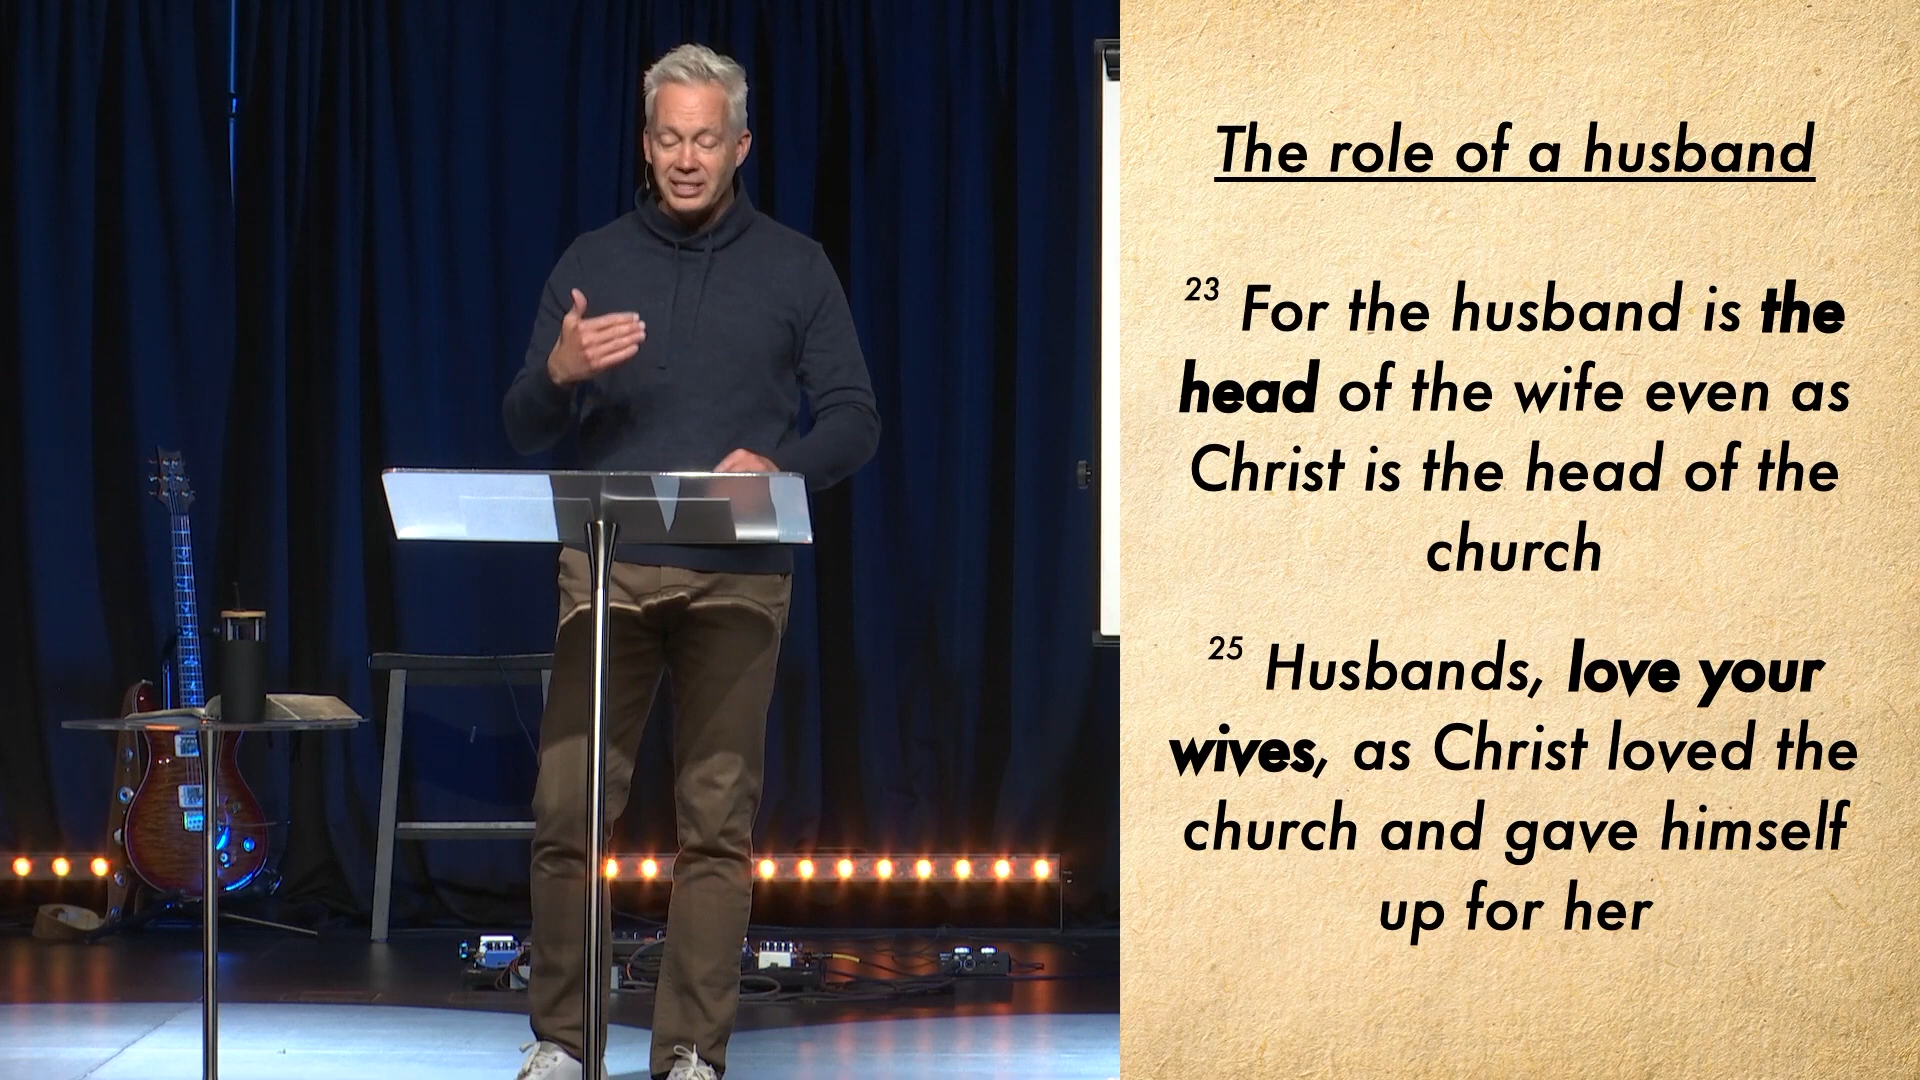 The role of a husband
23 For the husband is the
head of the wife even as
Christ is the head of the
church
25 Husbands, love your
wives, as Christ loved the
church and gave himself
up for her